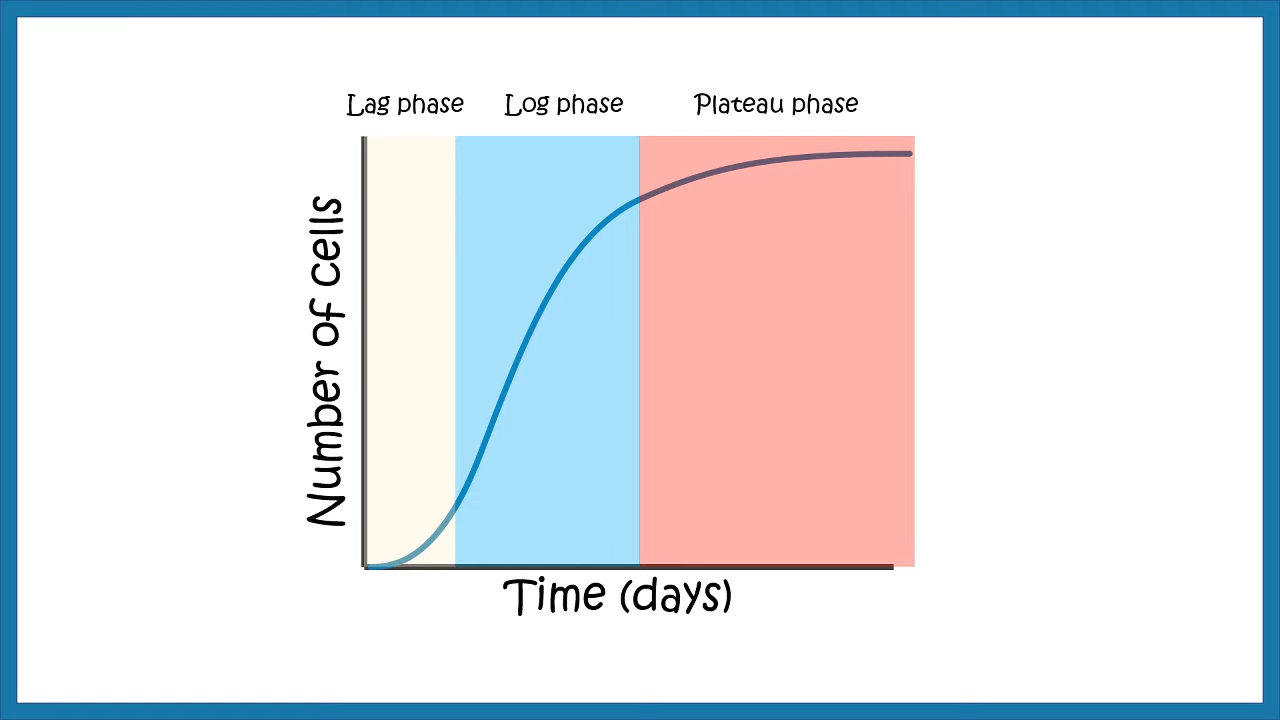 Lag phase
Log phase
Plateau phase
Number of cells
Time (days)